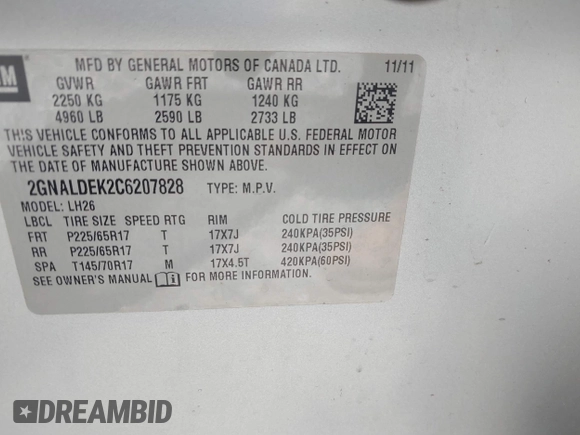 GM
MFD BY GENERAL MOTORS OF CANADA LTD. 11/11
GVWR GAWR FRT GAWR RR
2250 KG 1175 KG 1240 KG
4960 LB 2590 LB 2733 LB
THIS VEHICLE CONFORMS TO ALL APPLICABLE U.S. FEDERAL MOTOR
VEHICLE SAFETY AND THEFT PREVENTION STANDARDS IN EFFECT ON
THE DATE OF MANUFACTURE SHOWN ABOVE.
2GNALDEK2C6207828 TYPE: M.P.V.
MODEL: LH26
LBCL TIRE SIZE SPEED RTG RIM COLD TIRE PRESSURE
FRT P225/65R17 T 17X7J 240KPA(35PSI)
RR P225/65R17 T 17X7J 240KPA(35PSI)
SPA T145/70R17 M 17X4.5T 420KPA(60PSI)
SEE OWNER'S MANUAL FOR MORE INFORMATION.
DREAMBID